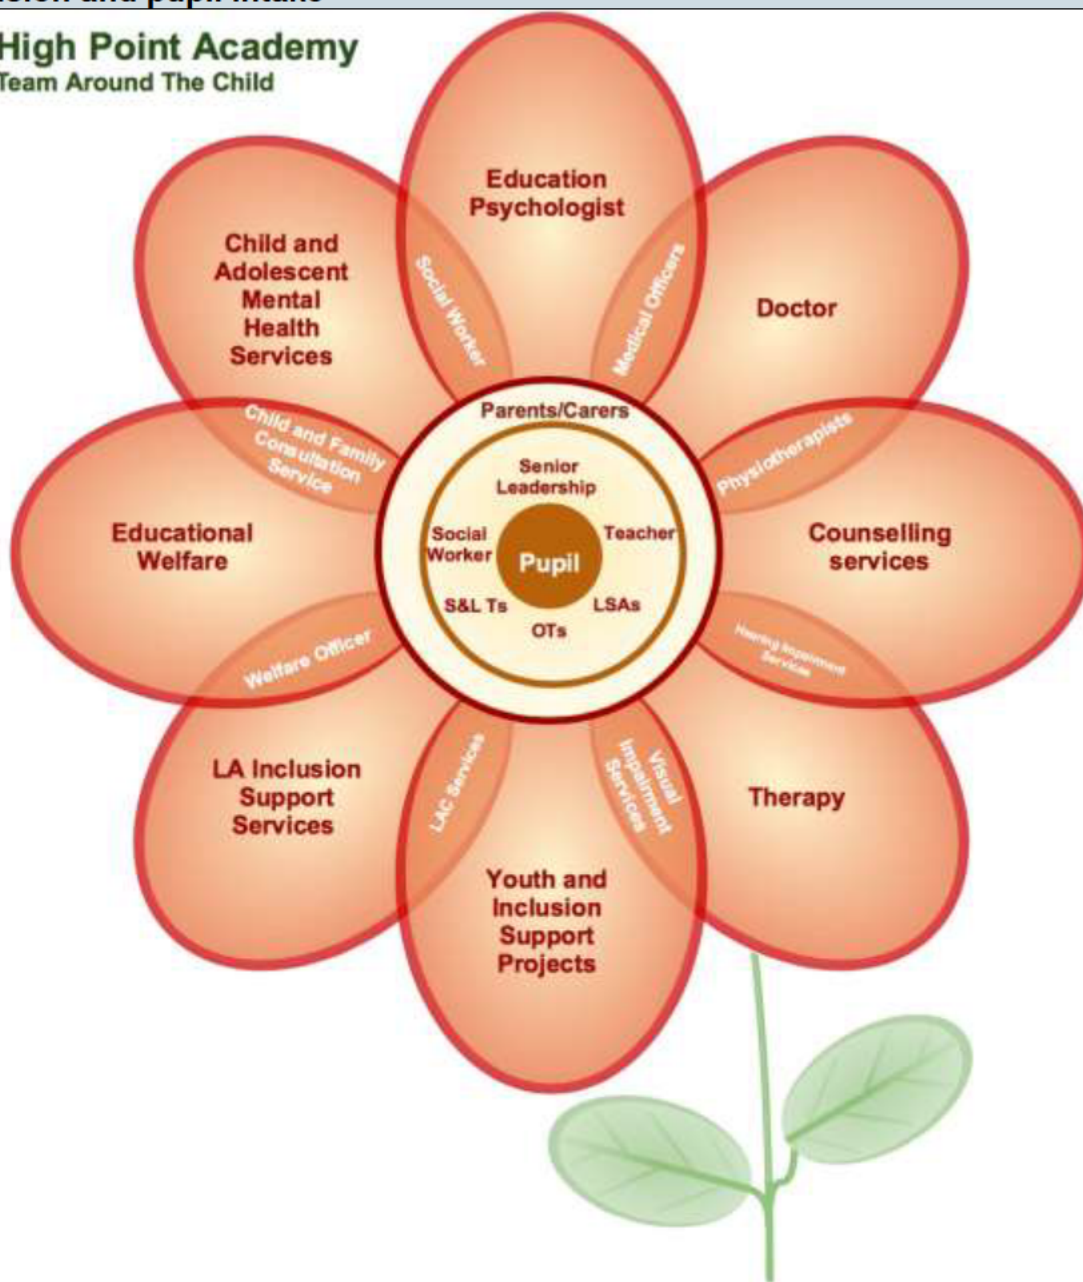 and pupil intake
High Point Academy
Team Around The Child
Education
Psychologist
Child and
Adolescent
Mental
Health
Services
Social Worker
Medical Officers
Doctor
Parents/Carers
Child and Family
Consultation
Service
Physiotherapists
Senior
Leadership
Educational
Welfare
Social
Worker
Pupil
Teacher
Counselling
services
S&L Ts
LSAs
OTs
Welfare Officer
Hearing Impairment
Services
LA Inclusion
Support
Services
LAC Services
Visual
Impairment
Services
Therapy
Youth and
Inclusion
Support
Projects